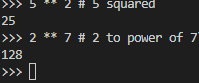 >>> 5 ** 2 # 5 squared
25
>>> 2 ** 7 # 2 to power of 7
128
>>>